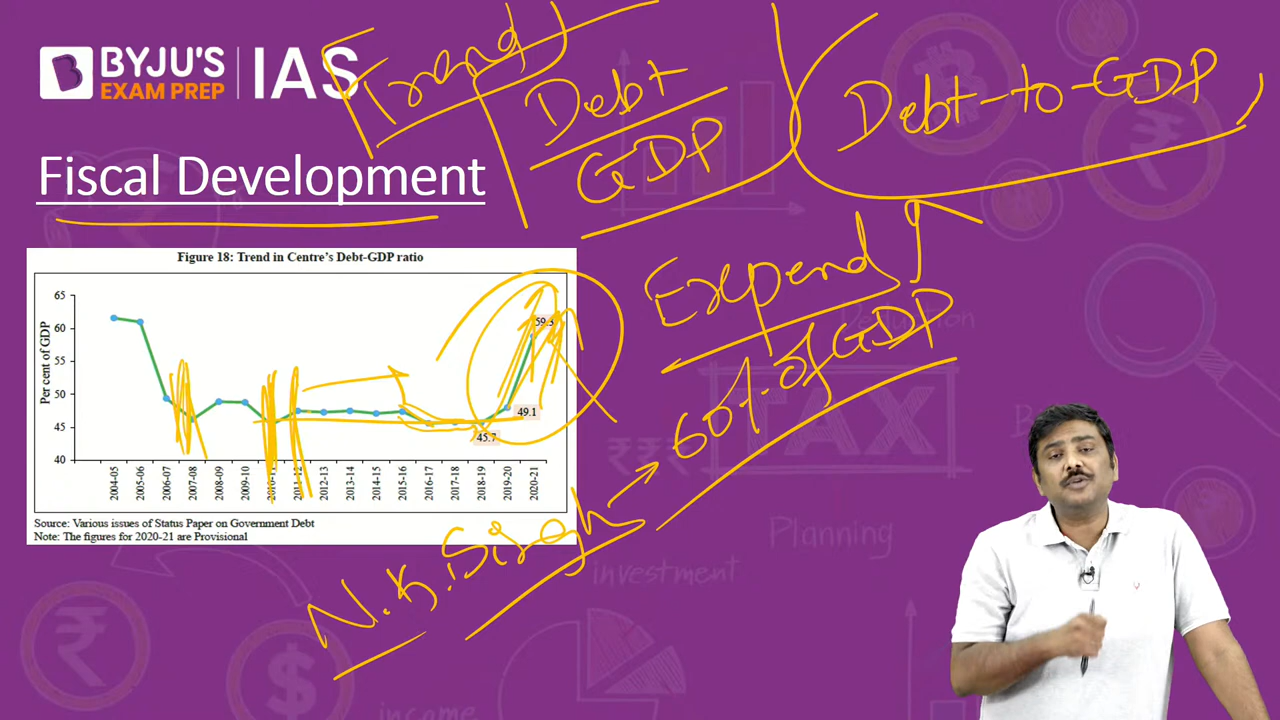 BYJU'S
EXAM PREP
IAS
Trend
Debt
GDP
Debt-to-GDP
Fiscal Development
Expend
60% of GDP
N.K. Singh
Figure 18: Trend in Centre's Debt-GDP ratio
Per cent of GDP
65
60
55
50
45
40
59.3
49.1
45.7
2004-05
2005-06
2006-07
2007-08
2008-09
2009-10
2010-11
2011-12
2012-13
2013-14
2014-15
2015-16
2016-17
2017-18
2018-19
2019-20
2020-21
Source: Various issues of Status Paper on Government Debt
Note: The figures for 2020-21 are Provisional
TAX
Planning
investment
income